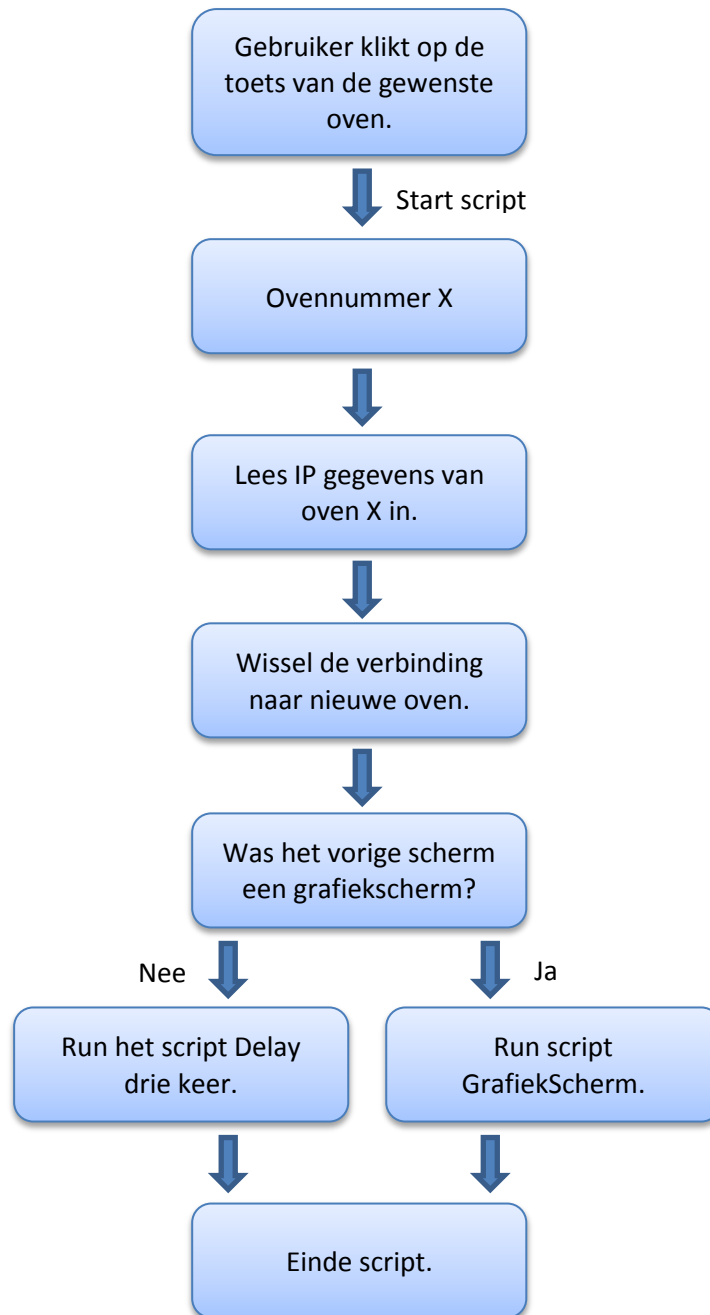 Gebruiker klikt op de
toets van de gewenste
oven.
Start script
Ovennummer X
Lees IP gegevens van
oven X in.
Wissel de verbinding
naar nieuwe oven.
Was het vorige scherm
een grafiekscherm?
Nee
Ja
Run het script Delay
drie keer.
Run script
GrafiekScherm.
Einde script.